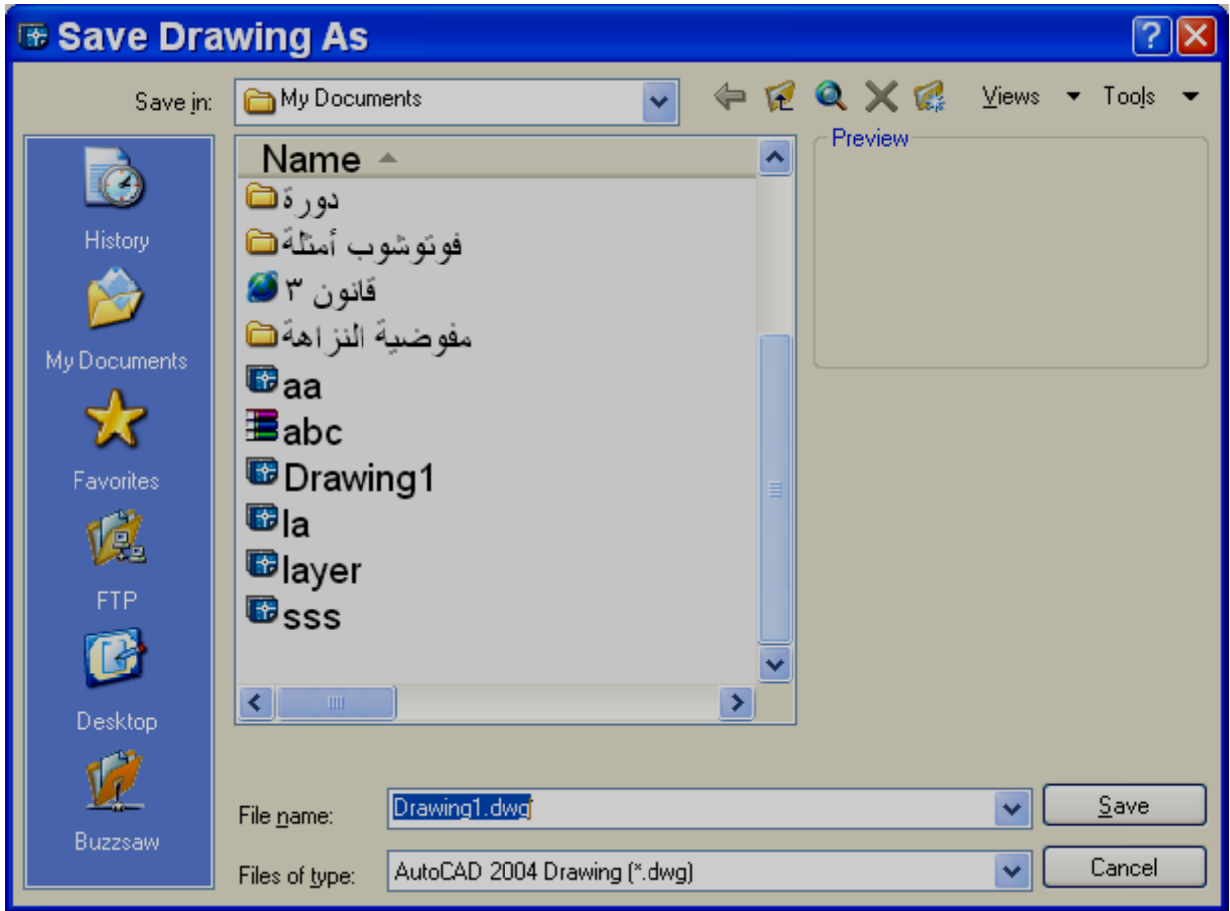 Save Drawing As
Save in: My Documents Views Tools
Name
Preview
دورة
فوتوشوب أمثلة
قانون ٣
مفوضية النزاهة
aa
abc
Drawing1
la
layer
sss
History
My Documents
Favorites
FTP
Desktop
Buzzsaw
File name: Drawing1.dwg Save
Files of type: AutoCAD 2004 Drawing (*.dwg) Cancel